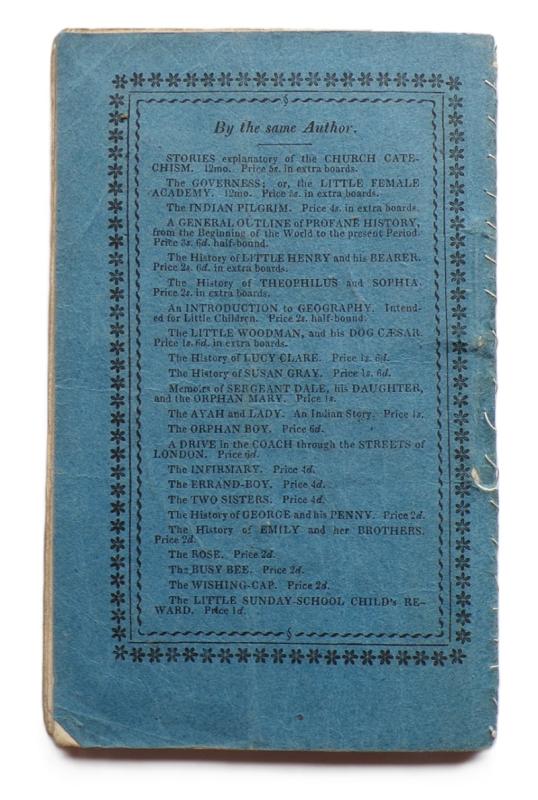 By the same Author.
STORIES explanatory of the CHURCH CATE-
CHISM. 12mo. Price 5s. in extra boards.
The GOVERNESS; or, the LITTLE FEMALE
ACADEMY. 12mo. Price 5s. in extra boards.
The INDIAN PILGRIM. Price 4s. in extra boards.
A GENERAL OUTLINE of PROFANE HISTORY,
from the Beginning of the World to the present Period.
Price 3s. 6d. half-bound.
The History of LITTLE HENRY and his BEARER.
Price 2s. 6d. in extra boards.
The History of THEOPHILUS and SOPHIA.
Price 2s. in extra boards.
An INTRODUCTION to GEOGRAPHY. Intend-
ed for Little Children. Price 2s. half-bound.
The LITTLE WOODMAN, and his DOG CÆSAR.
Price 1s. 6d. in extra boards.
The History of LUCY CLARE. Price 1s. 6d.
The History of SUSAN GRAY. Price 1s. 6d.
Memoirs of SERGEANT DALE, his DAUGHTER,
and the ORPHAN MARY. Price 1s.
The AYAH and LADY. An Indian Story. Price 1s.
The ORPHAN BOY. Price 6d.
A DRIVE in the COACH through the STREETS of
LONDON. Price 6d.
The INFIRMARY. Price 4d.
The ERRAND-BOY. Price 4d.
The TWO SISTERS. Price 4d.
The History of GEORGE and his PENNY. Price 2d.
The History of EMILY and her BROTHERS.
Price 2d.
The ROSE. Price 2d.
The BUSY BEE. Price 2d.
The WISHING-CAP. Price 2d.
The LITTLE SUNDAY-SCHOOL CHILD's RE-
WARD. Price 1d.